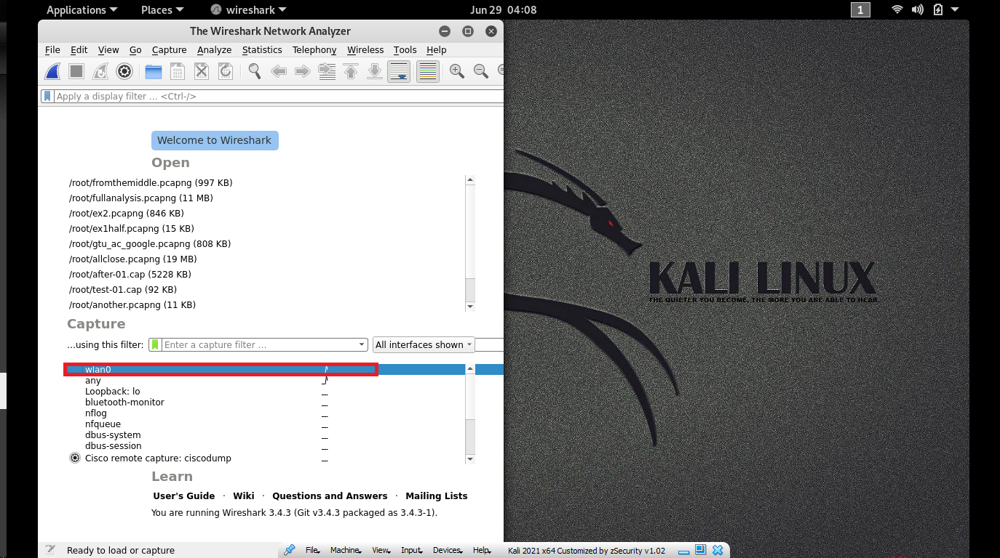 Applications Places wireshark Jun 29 04:08 1
The Wireshark Network Analyzer
File Edit View Go Capture Analyze Statistics Telephony Wireless Tools Help
Apply a display filter ... <Ctrl-/>
Welcome to Wireshark
Open
/root/fromthemiddle.pcapng (997 KB)
/root/fullanalysis.pcapng (11 MB)
/root/ex2.pcapng (846 KB)
/root/ex1half.pcapng (15 KB)
/root/gtu_ac_google.pcapng (808 KB)
/root/allclose.pcapng (19 MB)
/root/after-01.cap (5228 KB)
/root/test-01.cap (92 KB)
/root/another.pcapng (11 KB)
KALI LINUX
THE QUIETER YOU BECOME, THE MORE YOU ARE ABLE TO HEAR.
Capture
...using this filter: Enter a capture filter ... All interfaces shown
wlan0
any
Loopback: lo
bluetooth-monitor
nflog
nfqueue
dbus-system
dbus-session
Cisco remote capture: ciscodump
Learn
User's Guide · Wiki · Questions and Answers · Mailing Lists
You are running Wireshark 3.4.3 (Git v3.4.3 packaged as 3.4.3-1).
Ready to load or capture
File Machine View Input Devices Help Kali 2021 x64 Customized by zSecurity v1.02